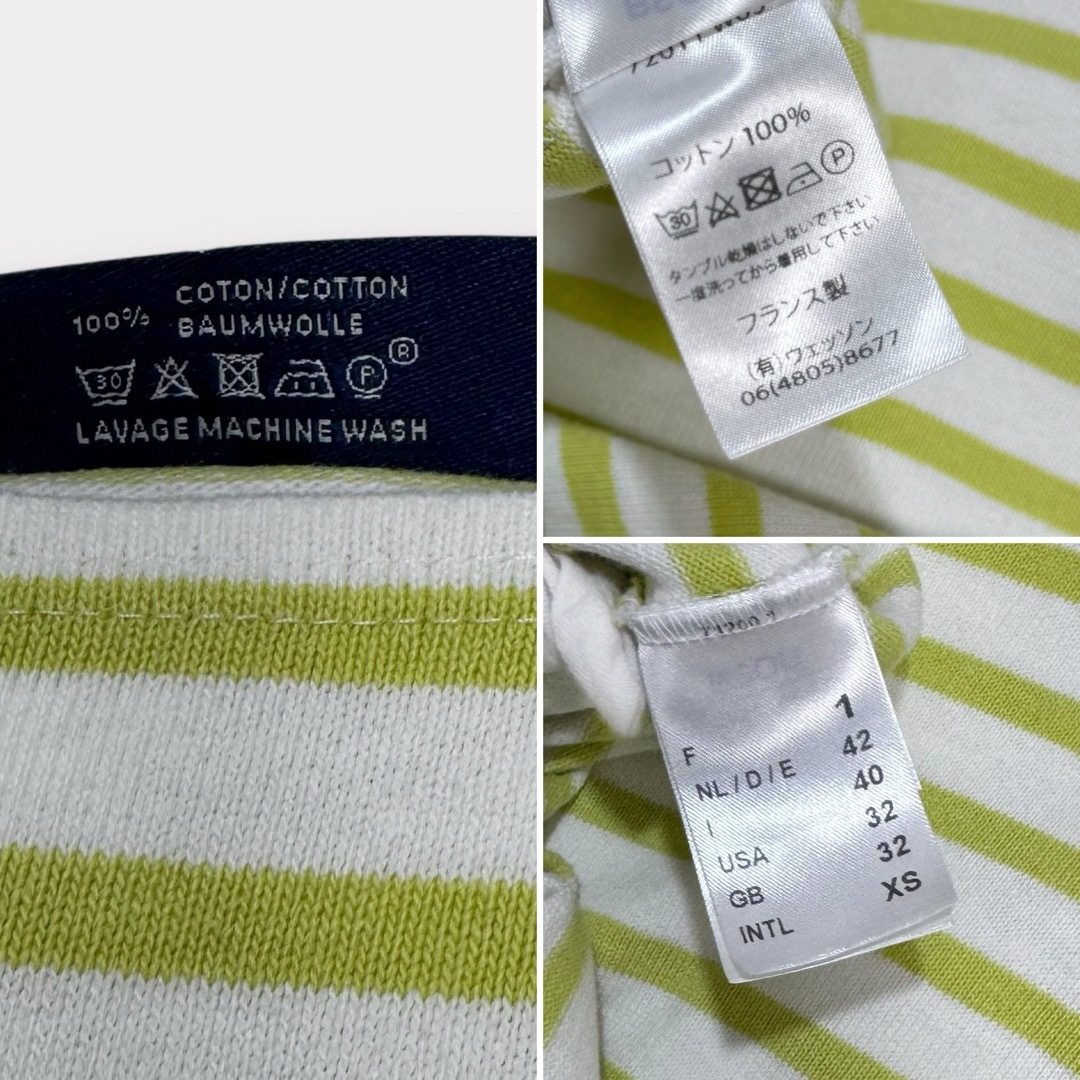 COTON/COTTON
100% BAUMWOLLE
30 P ®
LAVAGE MACHINE WASH
コットン 100%
30 P
タンブル乾燥はしないで下さい
一度洗ってから着用して下さい
フランス製
(有)ウェッソン
06(4805)8677
F 1
NL/D/E 42
I 40
USA 32
GB 32
INTL XS